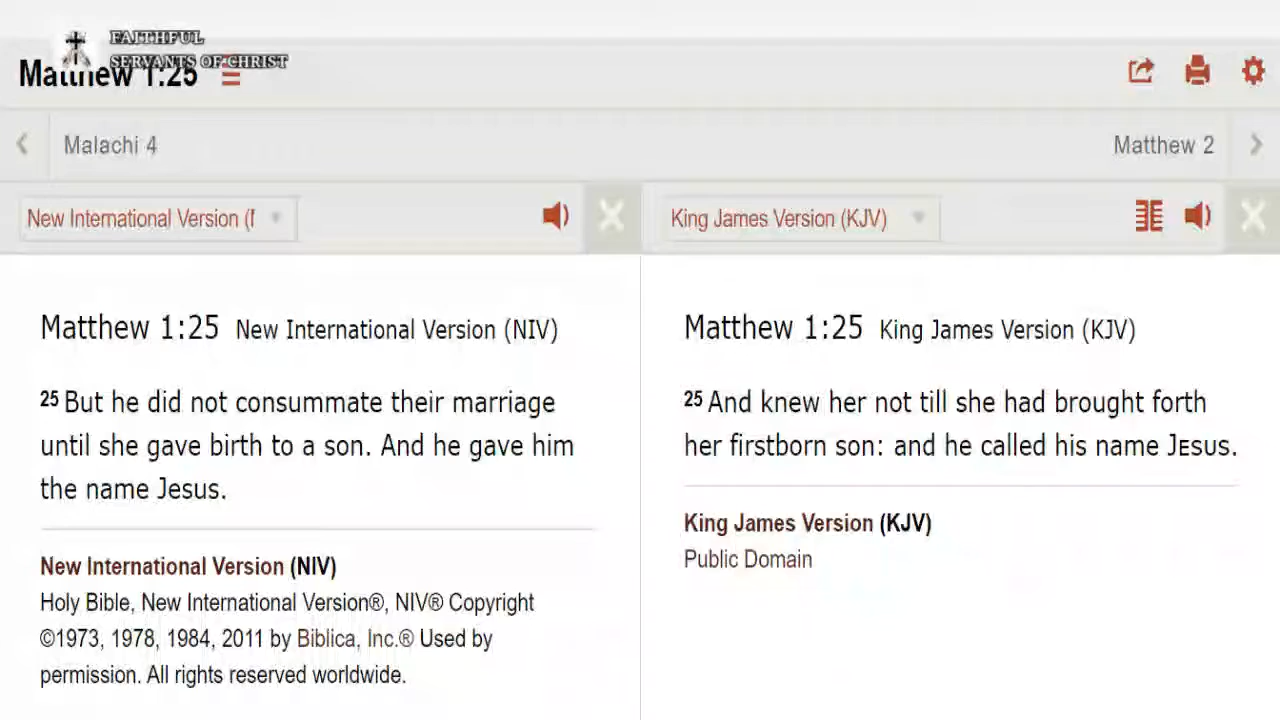 FAITHFUL
SERVANTS OF CHRIST
Matthew 1:25
Malachi 4
Matthew 2
New International Version (
King James Version (KJV)
Matthew 1:25 New International Version (NIV)
25 But he did not consummate their marriage
until she gave birth to a son. And he gave him
the name Jesus.
New International Version (NIV)
Holy Bible, New International Version®, NIV® Copyright
©1973, 1978, 1984, 2011 by Biblica, Inc.® Used by
permission. All rights reserved worldwide.
Matthew 1:25 King James Version (KJV)
25 And knew her not till she had brought forth
her firstborn son: and he called his name JESUS.
King James Version (KJV)
Public Domain